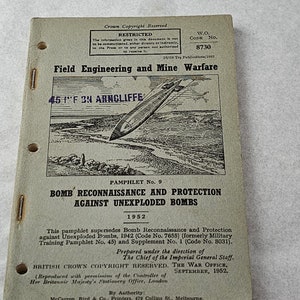 Crown Copyright Reserved
RESTRICTED
The information given in this document is not to
be communicated, either directly or indirectly,
to the Press or to any person not authorized
to receive it.
W.O.
Code No.
8730
Field Engineering and Mine Warfare
45 ARNCLIFFE
PAMPHLET No. 9
BOMB RECONNAISSANCE AND PROTECTION
AGAINST UNEXPLODED BOMBS
1952
This pamphlet supersedes Bomb Reconnaissance and Protection
against Unexploded Bombs, 1942 (Code No. 7655) (formerly Military
Training Pamphlet No. 45) and Supplement No. 1 (Code No. 8031).
Prepared under the direction of
The Chief of the Imperial General Staff.
BRITISH CROWN COPYRIGHT RESERVED. THE WAR OFFICE,
SEPTEMBER, 1952.
(Reproduced with permission of the Controller of
Her Britannic Majesty's Stationery Office, London.
By Authority: